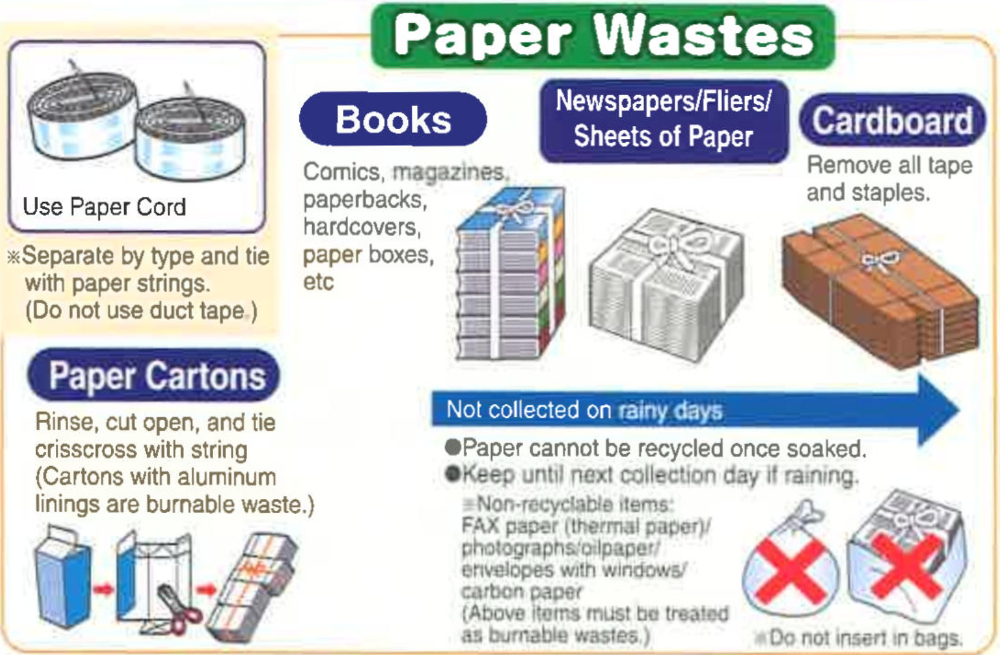 Paper Wastes
Use Paper Cord
※Separate by type and tie
with paper strings.
(Do not use duct tape.)
Books
Comics, magazines,
paperbacks,
hardcovers,
paper boxes,
etc
Newspapers/Fliers/
Sheets of Paper
Cardboard
Remove all tape
and staples.
Paper Cartons
Rinse, cut open, and tie
crisscross with string
(Cartons with aluminum
linings are burnable waste.)
Not collected on rainy days
●Paper cannot be recycled once soaked.
●Keep until next collection day if raining.
※Non-recyclable items:
FAX paper (thermal paper)/
photographs/oilpaper/
envelopes with windows/
carbon paper
(Above items must be treated
as burnable wastes.)
※Do not insert in bags.